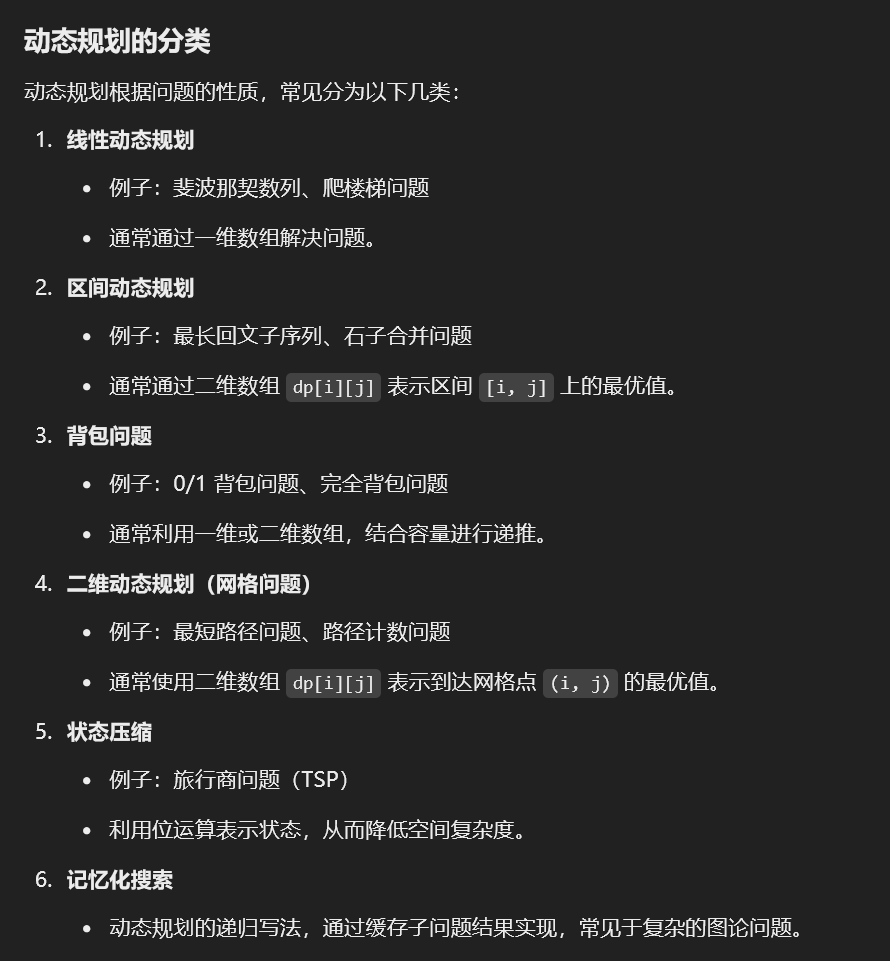 动态规划的分类
动态规划根据问题的性质，常见分为以下几类：
1. 线性动态规划
• 例子：斐波那契数列、爬楼梯问题
• 通常通过一维数组解决问题。
2. 区间动态规划
• 例子：最长回文子序列、石子合并问题
• 通常通过二维数组 dp[i][j] 表示区间 [i, j] 上的最优值。
3. 背包问题
• 例子：0/1 背包问题、完全背包问题
• 通常利用一维或二维数组，结合容量进行递推。
4. 二维动态规划（网格问题）
• 例子：最短路径问题、路径计数问题
• 通常使用二维数组 dp[i][j] 表示到达网格点 (i, j) 的最优值。
5. 状态压缩
• 例子：旅行商问题（TSP）
• 利用位运算表示状态，从而降低空间复杂度。
6. 记忆化搜索
• 动态规划的递归写法，通过缓存子问题结果实现，常见于复杂的图论问题。